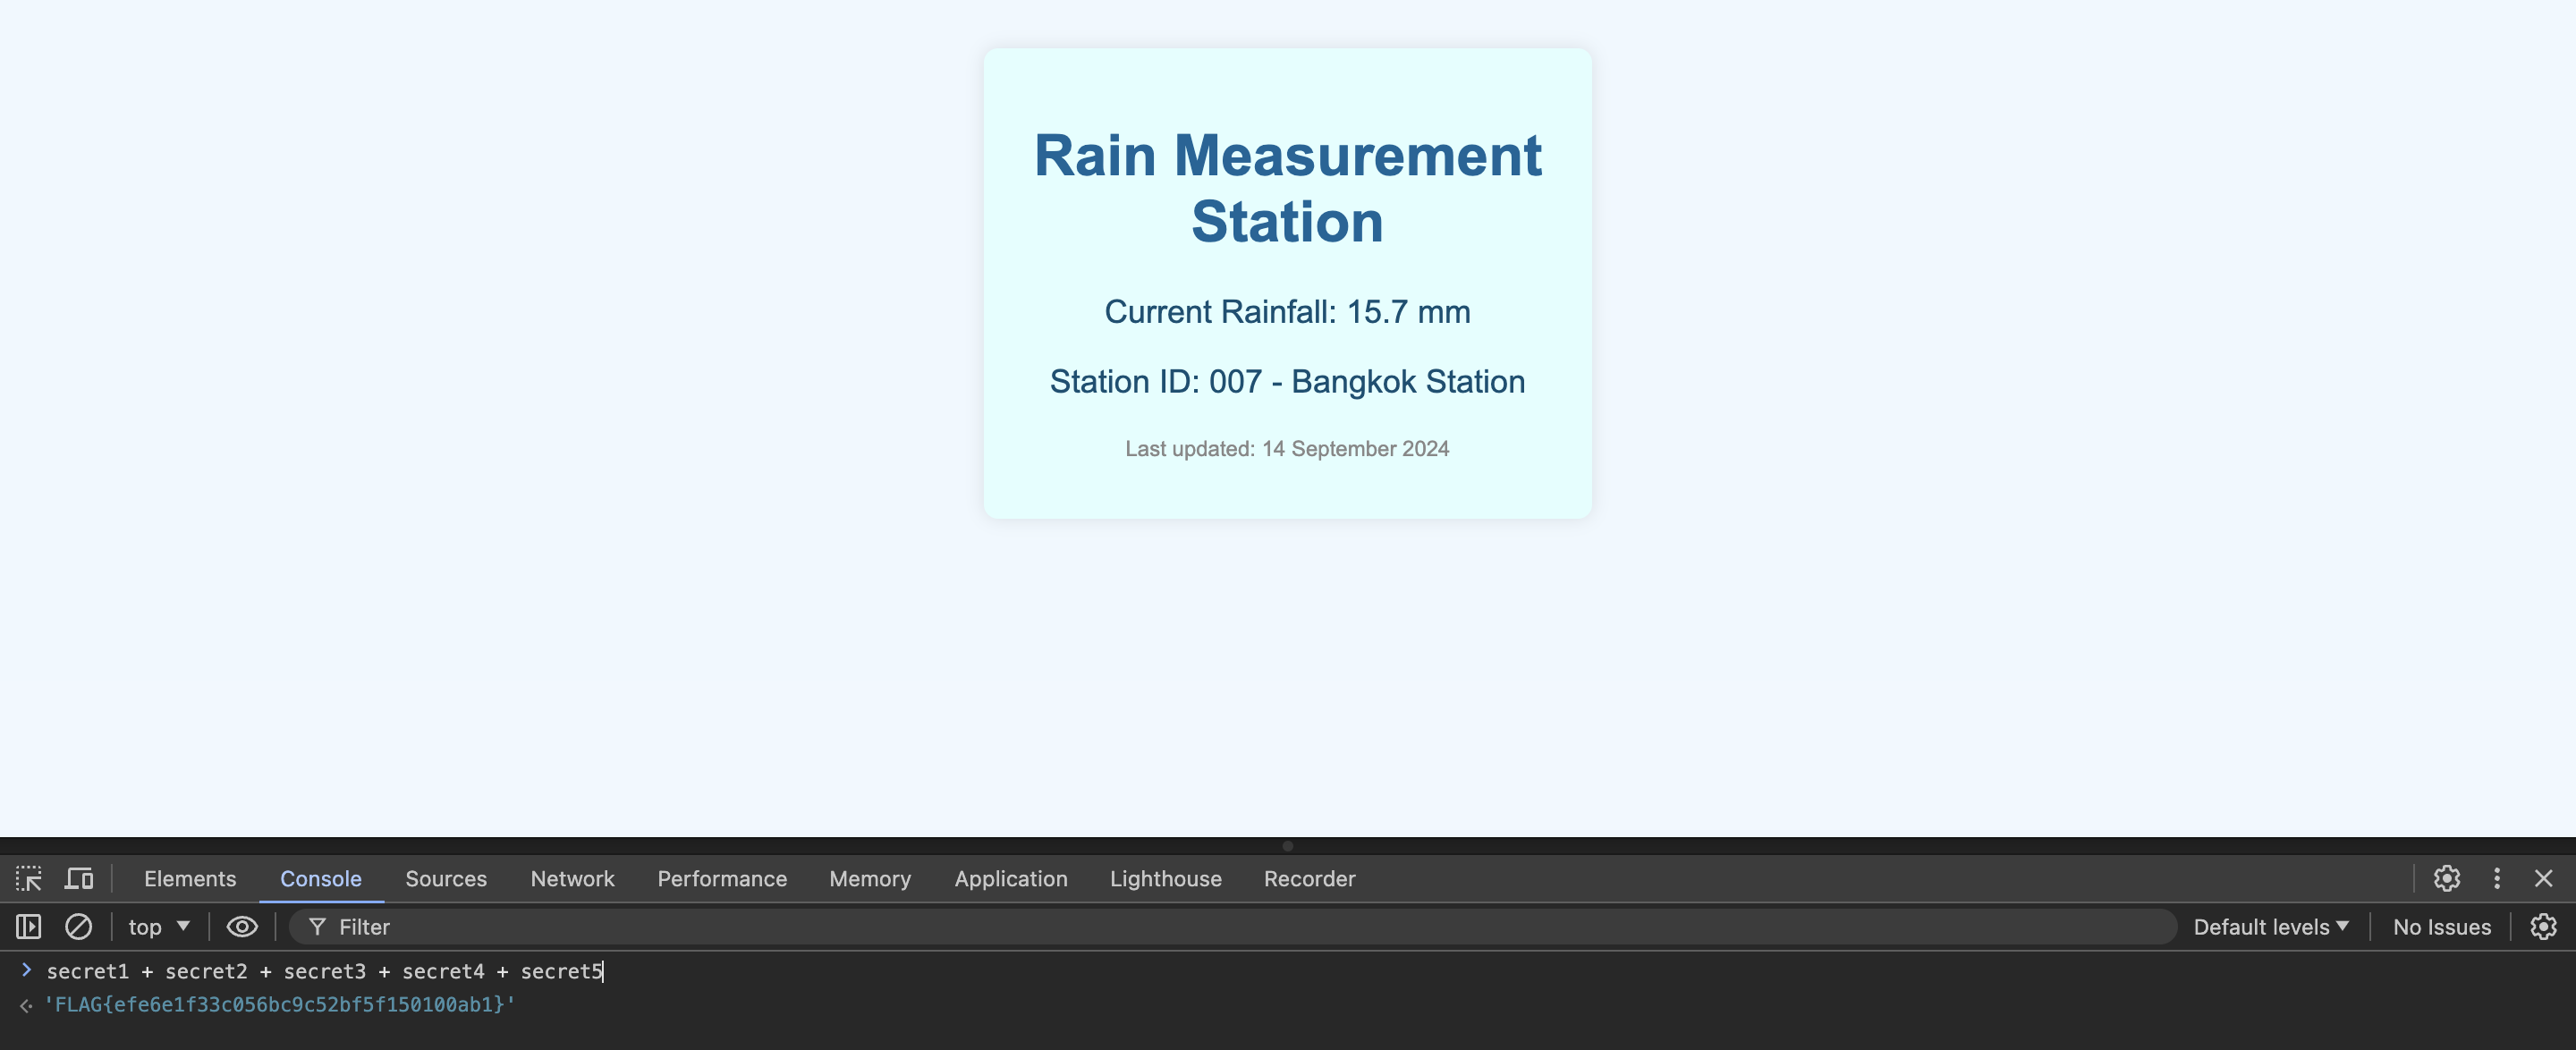 Rain Measurement
Station
Current Rainfall: 15.7 mm
Station ID: 007 - Bangkok Station
Last updated: 14 September 2024
Elements Console Sources Network Performance Memory Application Lighthouse Recorder
top Filter Default levels No Issues
secret1 + secret2 + secret3 + secret4 + secret5
'FLAG{efe6e1f33c056bc9c52bf5f150100ab1}'